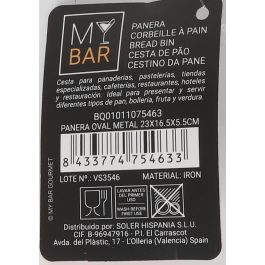 MY
BAR
PANERA
CORBEILLE À PAIN
BREAD BIN
CESTA DE PÃO
CESTINO DA PANE
Cesta para panaderías, pastelerías, tiendas
especializadas, cafeterías, restaurantes, hoteles
y restauración. Ideal para presentar y servir
diferentes tipos de pan, bollería, fruta y verdura.
BQ01011075463
PANERA OVAL METAL 23X16.5X5.5CM
8 433774 754633
LOTE Nº.: VS3546
MATERIAL: IRON
LAVAR ANTES
DEL PRIMER
USO
WASH BEFORE
FIRST USE
© MY BAR GOURMET
Distribuido por: SOLER HISPANIA S.L.U.
CIF. B-96947916 - P.I. El Carrascot
Avda. del Plàstic, 17 - L'Olleria (Valencia) Spain